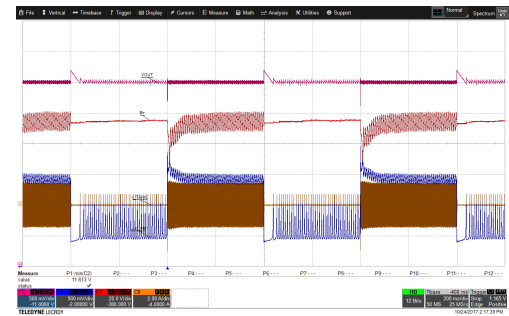 File Vertical Timebase Trigger Display Cursors Measure Math Analysis Utilities Support
Normal
Spectrum
VOUT
Measure P1:min(C2) P2:- - - P3:- - - P4:- - - P5:- - - P6:- - - P7:- - - P8:- - - P9:- - - P10:- - - P11:- - - P12:- - -
value 11.613 V
status
500 mV/div 500 mV/div 20.0 V/div 2.00 A/div
-11.0000 V -2.00000 V -390.000 V -4.0000 A
HD Tbase -400 ms Trigger
12 Bits 200 ms/div Stop 1.165 V
50 MS 25 MS/s Edge Positive
TELEDYNE LECROY 10/24/2017 2:17:39 PM